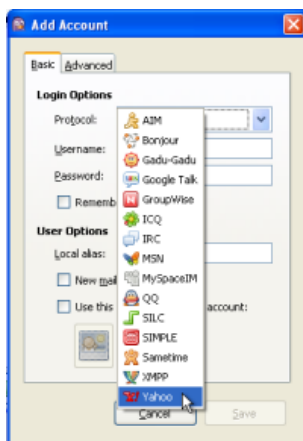 Add Account
Basic Advanced
Login Options
Protocol:
AIM
Bonjour
Gadu-Gadu
Google Talk
GroupWise
ICQ
IRC
MSN
MySpaceIM
QQ
SILC
SIMPLE
Sametime
XMPP
Yahoo
Username:
Password:
Rememb
User Options
Local alias:
New mail
Use this account:
Cancel Save